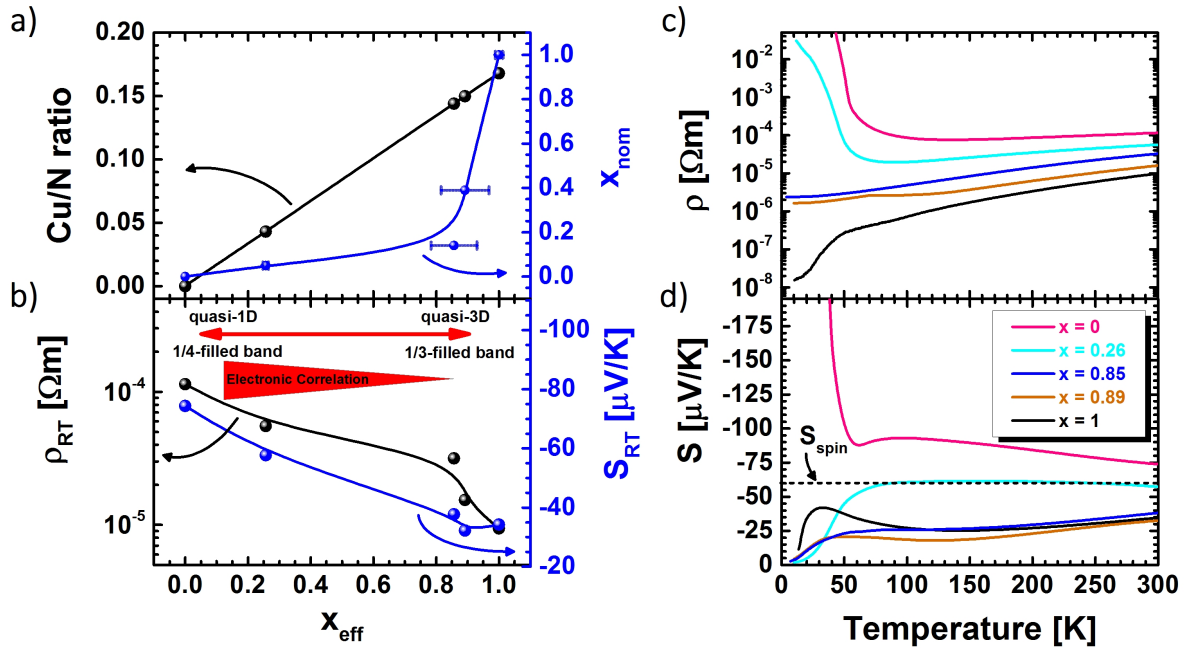 a)
0.20
0.15
0.10
0.05
0.00
Cu/N ratio
1.0
0.8
0.6
0.4
0.2
0.0
x_nom
b)
quasi-1D
quasi-3D
1/4-filled band
1/3-filled band
Electronic Correlation
10^-4
10^-5
ρ_RT [Ωm]
-100
-80
-60
-40
-20
S_RT [µV/K]
0.0 0.2 0.4 0.6 0.8 1.0
x_eff
c)
10^-2
10^-3
10^-4
10^-5
10^-6
10^-7
10^-8
ρ [Ωm]
d)
-175
-150
-125
-100
-75
-50
-25
0
S [µV/K]
x = 0
x = 0.26
x = 0.85
x = 0.89
x = 1
S_spin
0 50 100 150 200 250 300
Temperature [K]